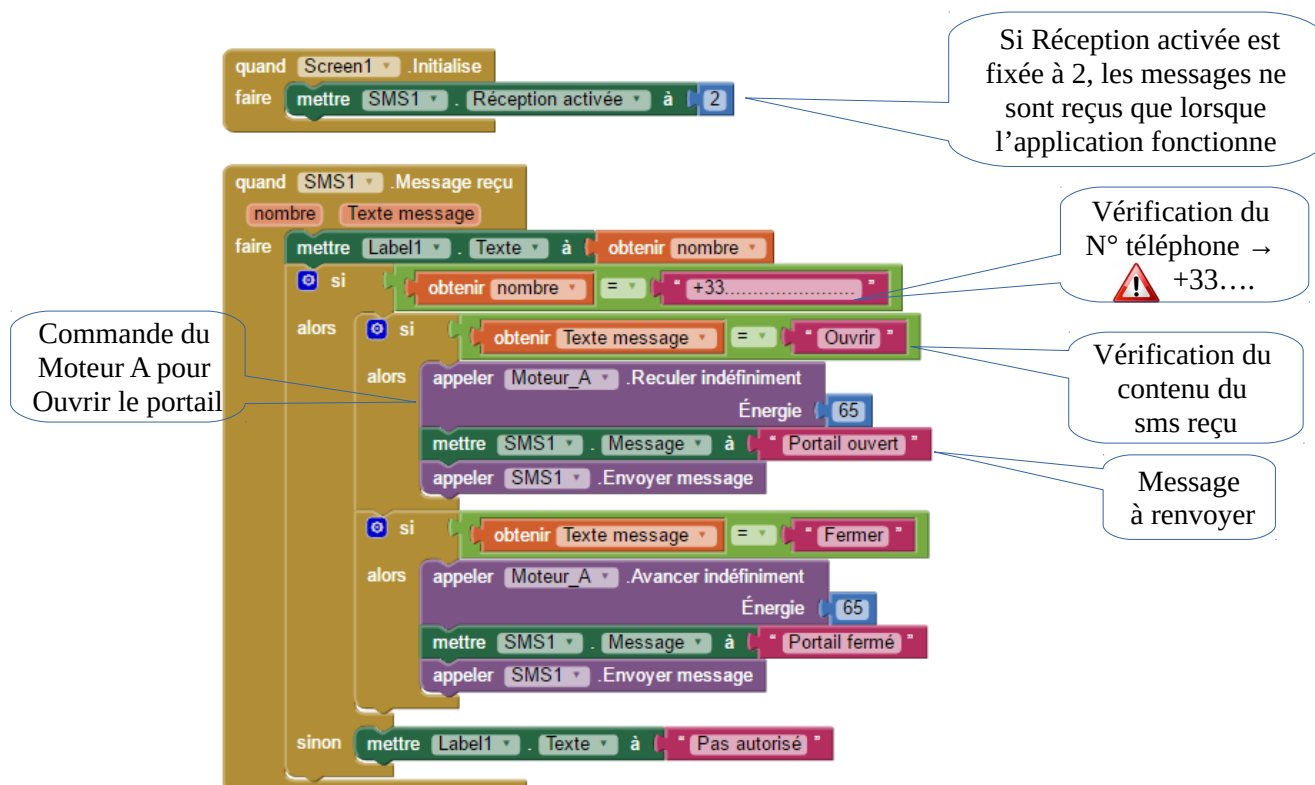 quand Screen1 .Initialise
faire mettre SMS1 . Réception activée à 2
Si Réception activée est
fixée à 2, les messages ne
sont reçus que lorsque
l’application fonctionne
quand SMS1 .Message reçu
nombre Texte message
faire mettre Label1 . Texte à obtenir nombre
si obtenir nombre = " +33...................... "
Vérification du
N° téléphone →
+33….
Commande du
Moteur A pour
Ouvrir le portail
alors si obtenir Texte message = " Ouvrir "
Vérification du
contenu du
sms reçu
alors appeler Moteur_A .Reculer indéfiniment
Énergie 65
mettre SMS1 . Message à " Portail ouvert "
Message
à renvoyer
appeler SMS1 .Envoyer message
si obtenir Texte message = " Fermer "
alors appeler Moteur_A .Avancer indéfiniment
Énergie 65
mettre SMS1 . Message à " Portail fermé "
appeler SMS1 .Envoyer message
sinon mettre Label1 . Texte à " Pas autorisé "